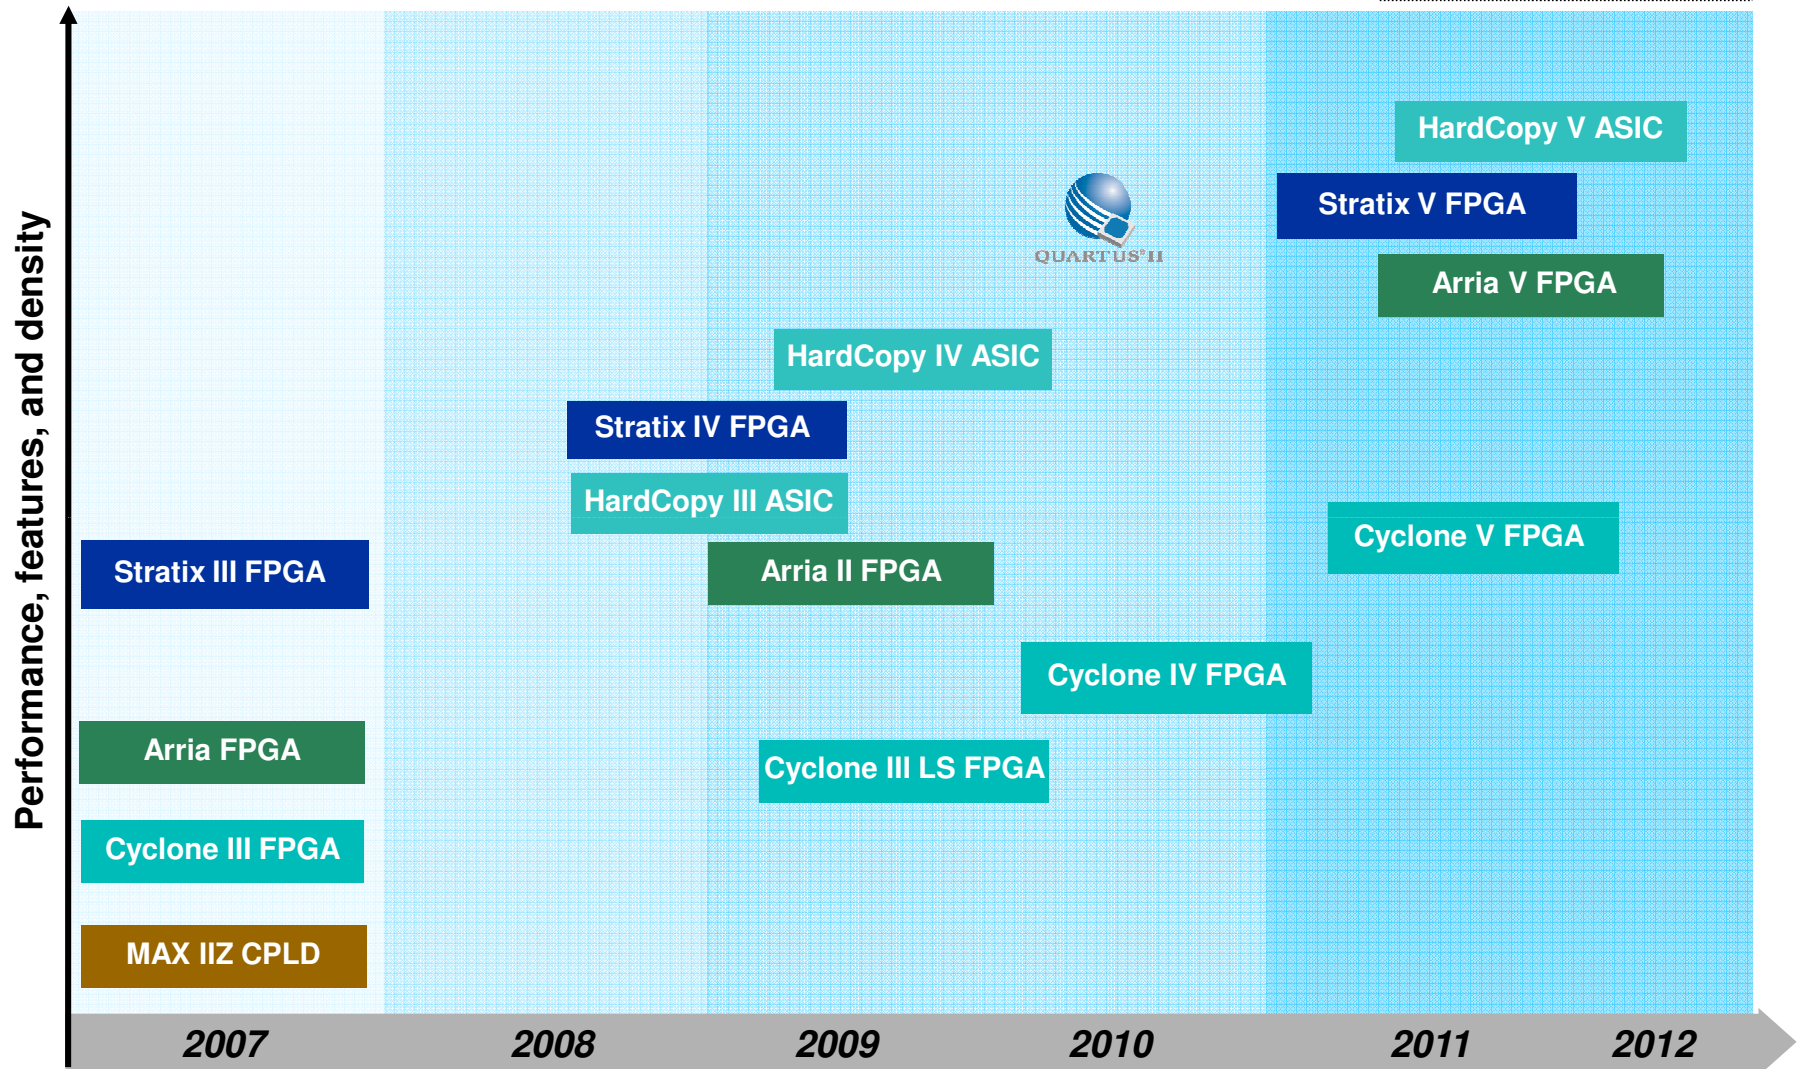 Performance, features, and density
HardCopy V ASIC
Stratix V FPGA
QUARTUS® II
Arria V FPGA
HardCopy IV ASIC
Stratix IV FPGA
HardCopy III ASIC
Cyclone V FPGA
Stratix III FPGA
Arria II FPGA
Cyclone IV FPGA
Arria FPGA
Cyclone III LS FPGA
Cyclone III FPGA
MAX IIZ CPLD
2007 2008 2009 2010 2011 2012